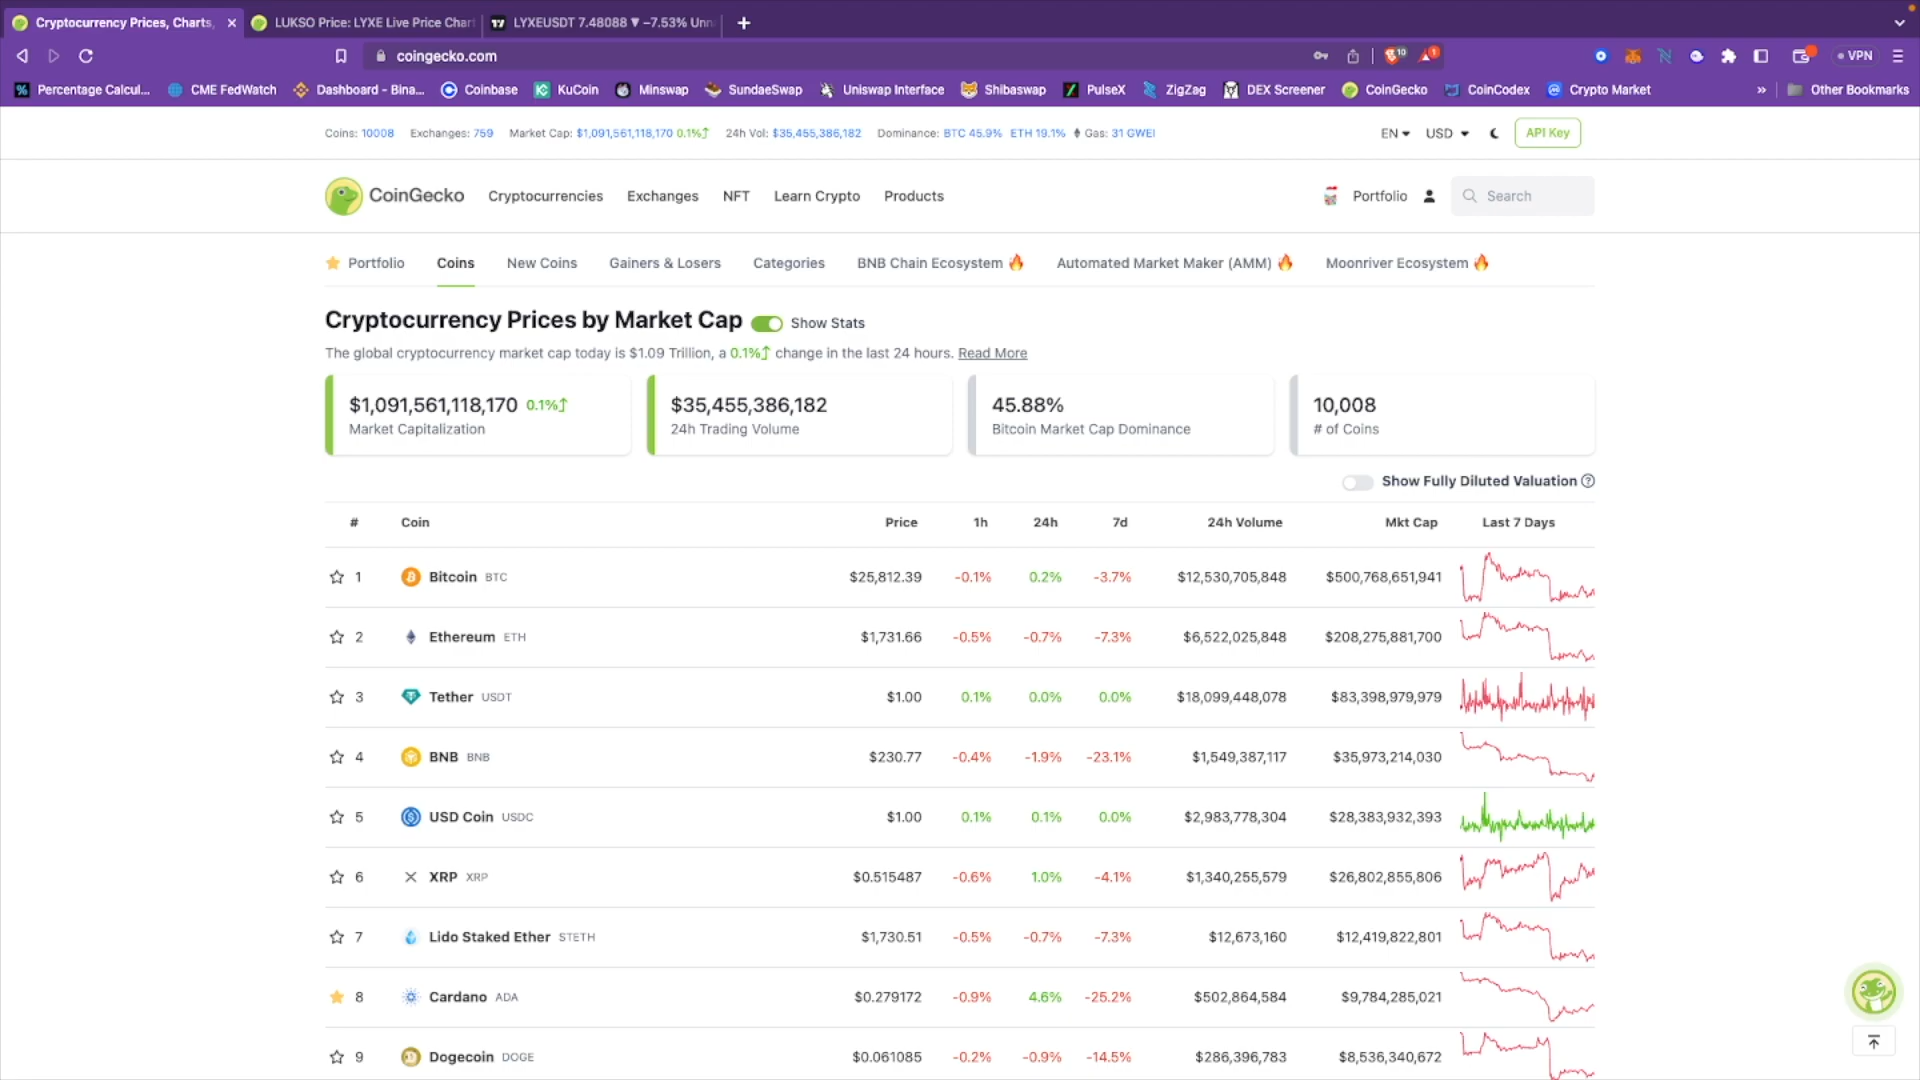 Cryptocurrency Prices, Charts,
LUKSO Price: LYXE Live Price Chart
LYXEUSDT 7.48088 ▼ −7.53% Unn
coingecko.com
10
1
VPN
Percentage Calcul...
CME FedWatch
Dashboard - Bina...
Coinbase
KuCoin
Minswap
SundaeSwap
Uniswap Interface
Shibaswap
PulseX
ZigZag
DEX Screener
CoinGecko
CoinCodex
Crypto Market
»
Other Bookmarks
Coins: 10008 Exchanges: 759 Market Cap: $1,091,561,118,170 0.1% 24h Vol: $35,455,386,182 Dominance: BTC 45.9% ETH 19.1% Gas: 31 GWEI
EN USD API Key
CoinGecko Cryptocurrencies Exchanges NFT Learn Crypto Products Portfolio Search
Portfolio Coins New Coins Gainers & Losers Categories BNB Chain Ecosystem 🔥 Automated Market Maker (AMM) 🔥 Moonriver Ecosystem 🔥
Cryptocurrency Prices by Market Cap Show Stats
The global cryptocurrency market cap today is $1.09 Trillion, a 0.1% change in the last 24 hours. Read More
$1,091,561,118,170 0.1%
Market Capitalization
$35,455,386,182
24h Trading Volume
45.88%
Bitcoin Market Cap Dominance
10,008
# of Coins
Show Fully Diluted Valuation
# Coin Price 1h 24h 7d 24h Volume Mkt Cap Last 7 Days
1 Bitcoin BTC $25,812.39 -0.1% 0.2% -3.7% $12,530,705,848 $500,768,651,941
2 Ethereum ETH $1,731.66 -0.5% -0.7% -7.3% $6,522,025,848 $208,275,881,700
3 Tether USDT $1.00 0.1% 0.0% 0.0% $18,099,448,078 $83,398,979,979
4 BNB BNB $230.77 -0.4% -1.9% -23.1% $1,549,387,117 $35,973,214,030
5 USD Coin USDC $1.00 0.1% 0.1% 0.0% $2,983,778,304 $28,383,932,393
6 XRP XRP $0.515487 -0.6% 1.0% -4.1% $1,340,255,579 $26,802,855,806
7 Lido Staked Ether STETH $1,730.51 -0.5% -0.7% -7.3% $12,673,160 $12,419,822,801
8 Cardano ADA $0.279172 -0.9% 4.6% -25.2% $502,864,584 $9,784,285,021
9 Dogecoin DOGE $0.061085 -0.2% -0.9% -14.5% $286,396,783 $8,536,340,672